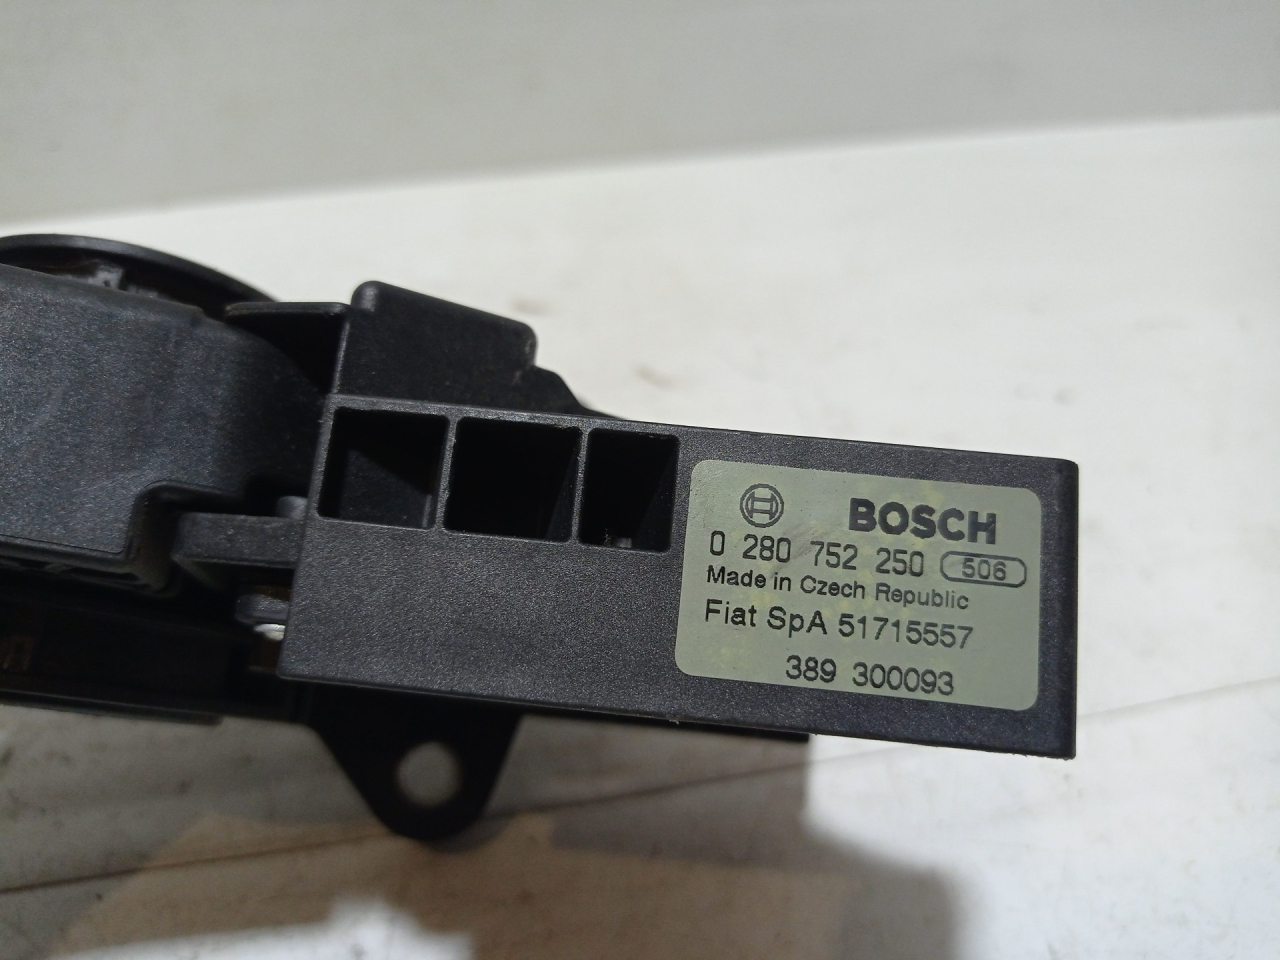 BOSCH
0 280 752 250 506
Made in Czech Republic
Fiat SpA 51715557
389 300093